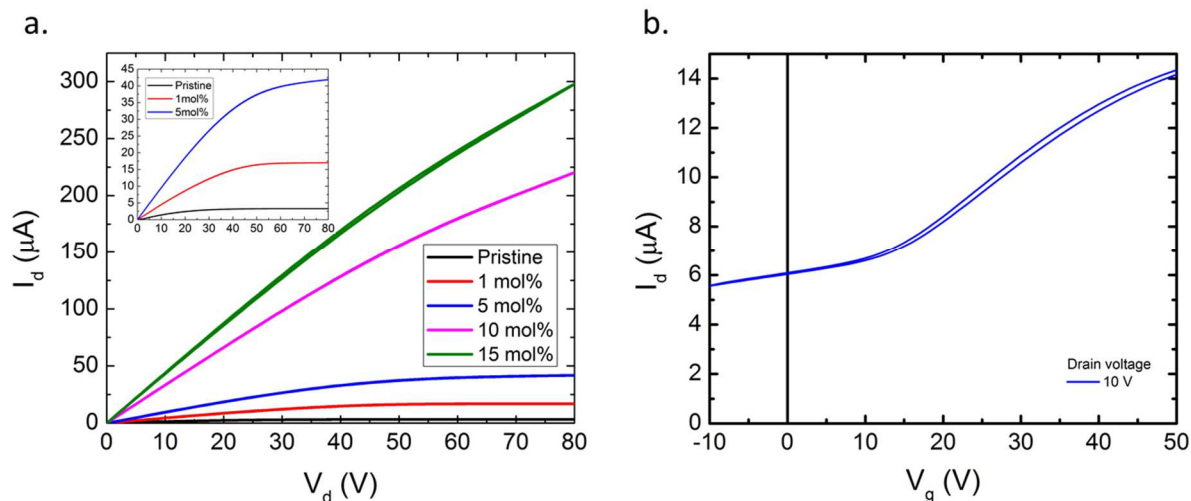 a.
300
250
200
150
100
50
0
I_d (μA)
0 10 20 30 40 50 60 70 80
V_d (V)
45
40
35
30
25
20
15
10
5
0
0 10 20 30 40 50 60 70 80
Pristine
1mol%
5mol%
Pristine
1 mol%
5 mol%
10 mol%
15 mol%
b.
14
12
10
8
6
4
2
0
I_d (μA)
-10 0 10 20 30 40 50
V_g (V)
Drain voltage
10 V